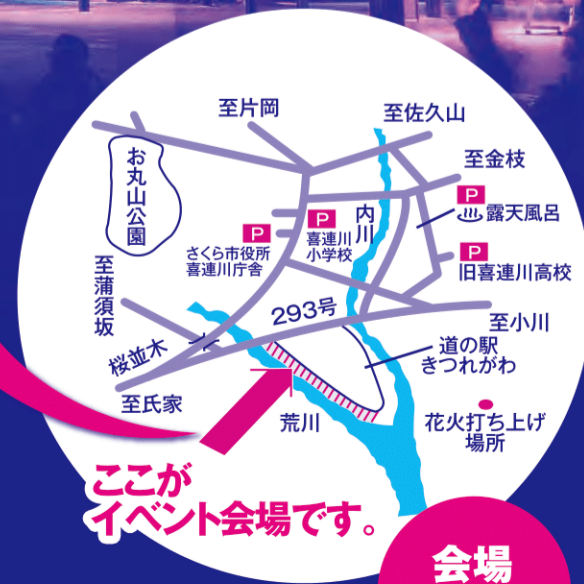 至片岡
至佐久山
お丸山公園
至金枝
P
露天風呂
P
さくら市役所
喜連川庁舎
P
喜連川
小学校
内川
P
旧喜連川高校
至蒲須坂
293号
至小川
桜並木
道の駅
きつれがわ
至氏家
荒川
花火打ち上げ
場所
ここが
イベント会場です。
会場